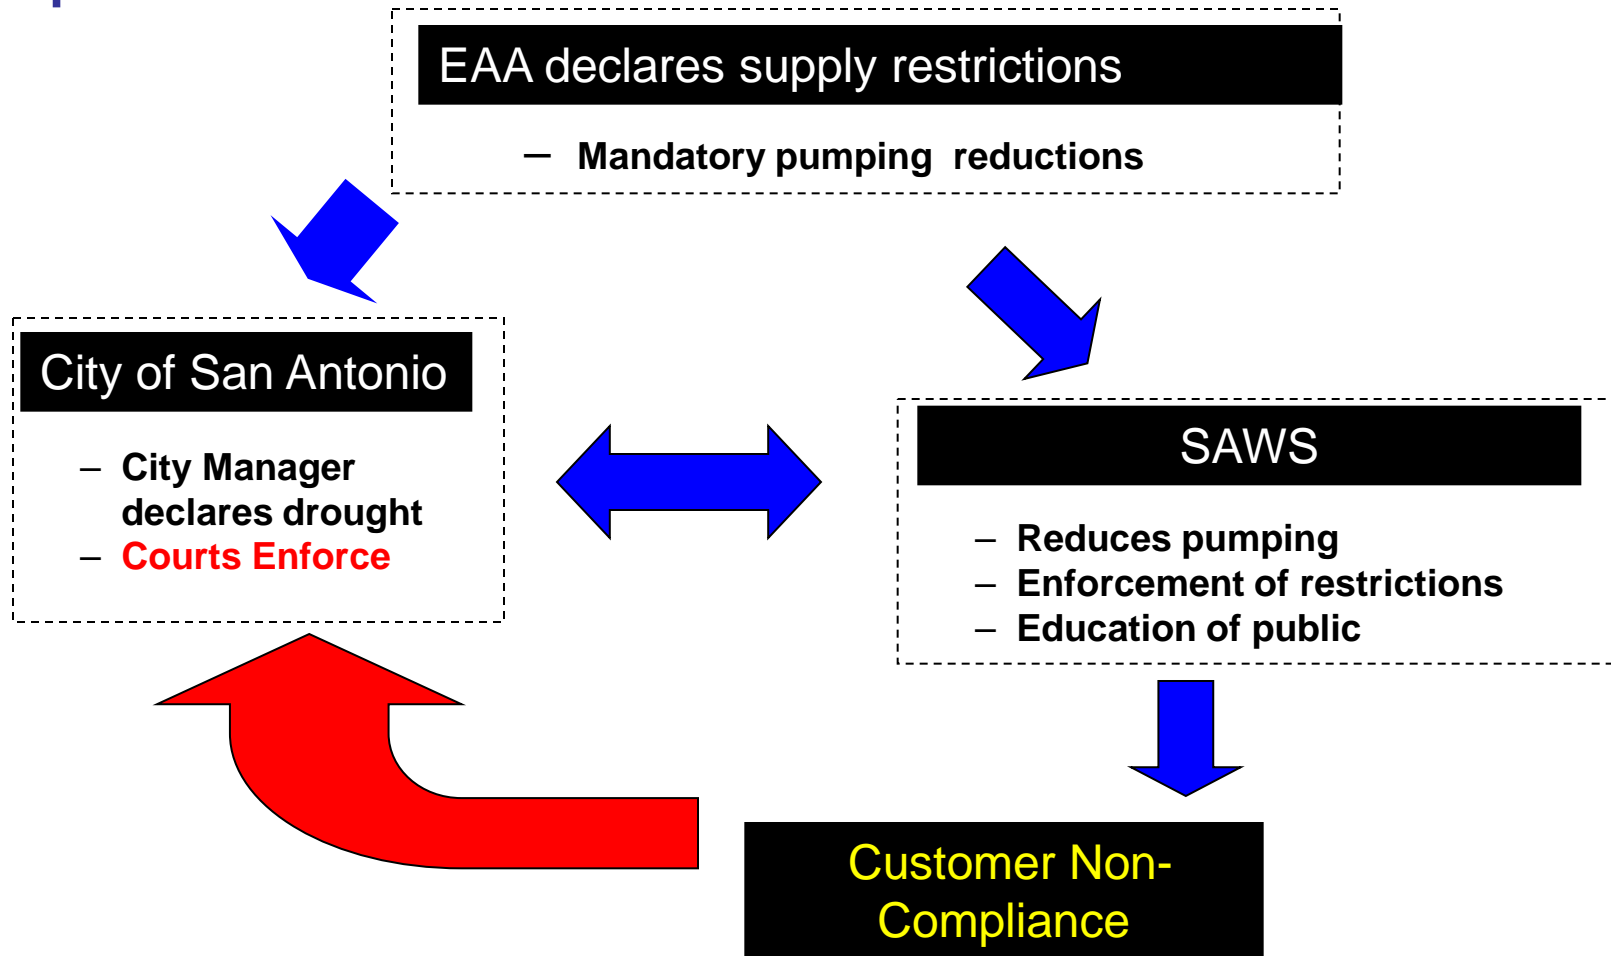 EAA declares supply restrictions
– Mandatory pumping reductions
City of San Antonio
– City Manager
declares drought
– Courts Enforce
SAWS
– Reduces pumping
– Enforcement of restrictions
– Education of public
Customer Non-
Compliance